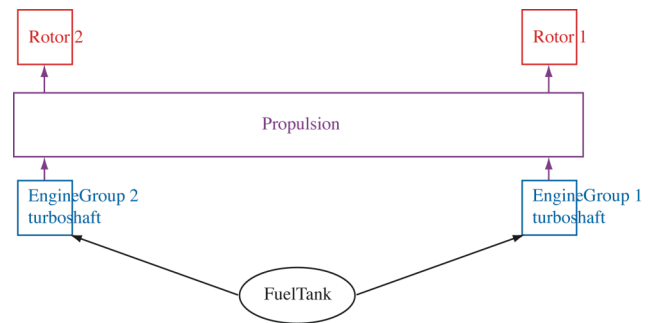 Rotor 2
Rotor 1
Propulsion
EngineGroup 2
turboshaft
EngineGroup 1
turboshaft
FuelTank